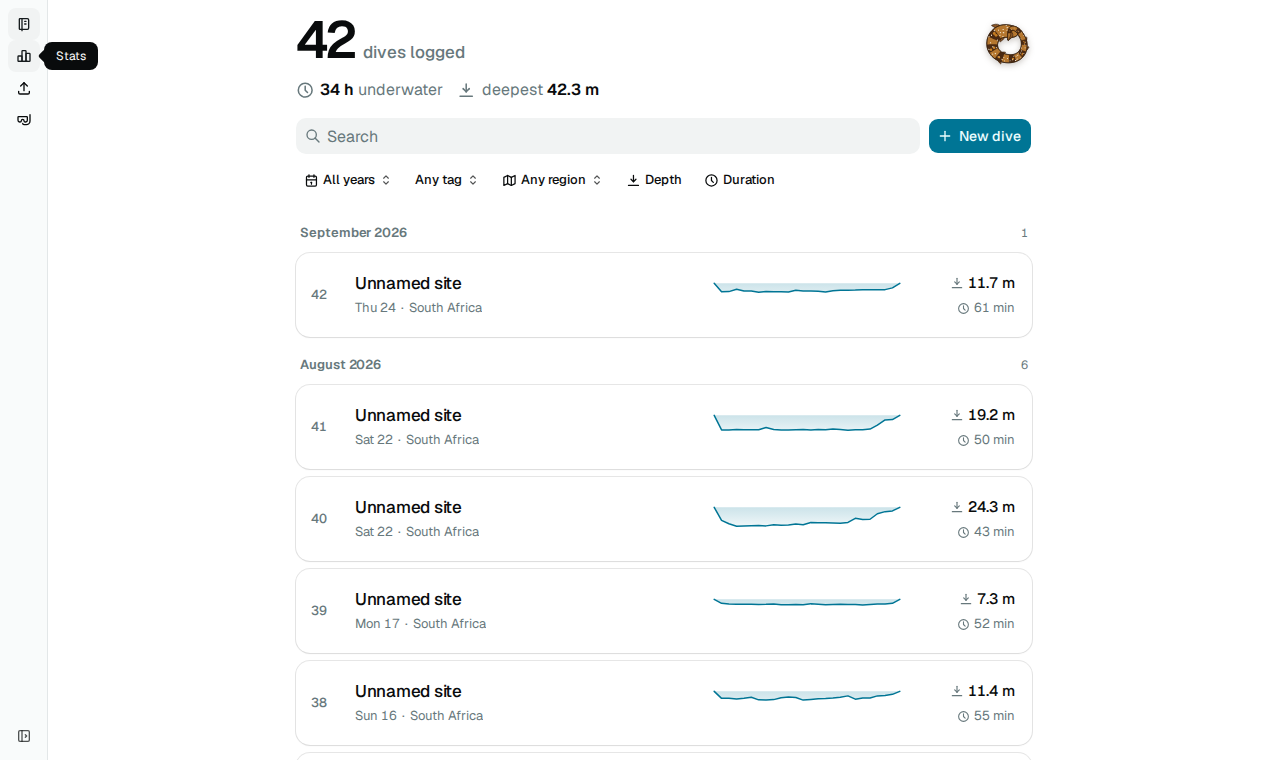 Stats
42 dives logged
34 h underwater deepest 42.3 m
Search
New dive
All years Any tag Any region Depth Duration
September 2026 1
42
Unnamed site
Thu 24 · South Africa
11.7 m
61 min
August 2026 6
41
Unnamed site
Sat 22 · South Africa
19.2 m
50 min
40
Unnamed site
Sat 22 · South Africa
24.3 m
43 min
39
Unnamed site
Mon 17 · South Africa
7.3 m
52 min
38
Unnamed site
Sun 16 · South Africa
11.4 m
55 min